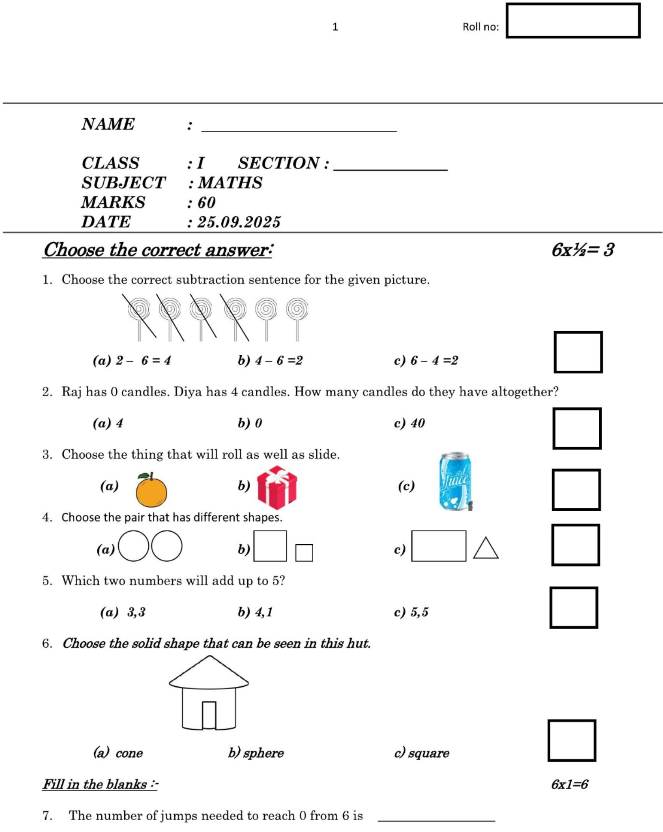 1
Roll no:
NAME : ____________________
CLASS : I SECTION : ____________
SUBJECT : MATHS
MARKS : 60
DATE : 25.09.2025
Choose the correct answer: 6x½= 3
1. Choose the correct subtraction sentence for the given picture.
(a) 2 – 6 = 4 b) 4 – 6 =2 c) 6 – 4 =2
2. Raj has 0 candles. Diya has 4 candles. How many candles do they have altogether?
(a) 4 b) 0 c) 40
3. Choose the thing that will roll as well as slide.
(a) b) (c)
Juice
4. Choose the pair that has different shapes.
(a) b) c)
5. Which two numbers will add up to 5?
(a) 3,3 b) 4,1 c) 5,5
6. Choose the solid shape that can be seen in this hut.
(a) cone b) sphere c) square
Fill in the blanks :- 6x1=6
7. The number of jumps needed to reach 0 from 6 is ____________